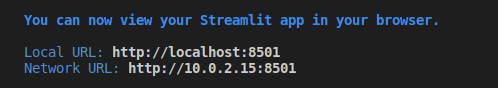 You can now view your Streamlit app in your browser.
Local URL: http://localhost:8501
Network URL: http://10.0.2.15:8501